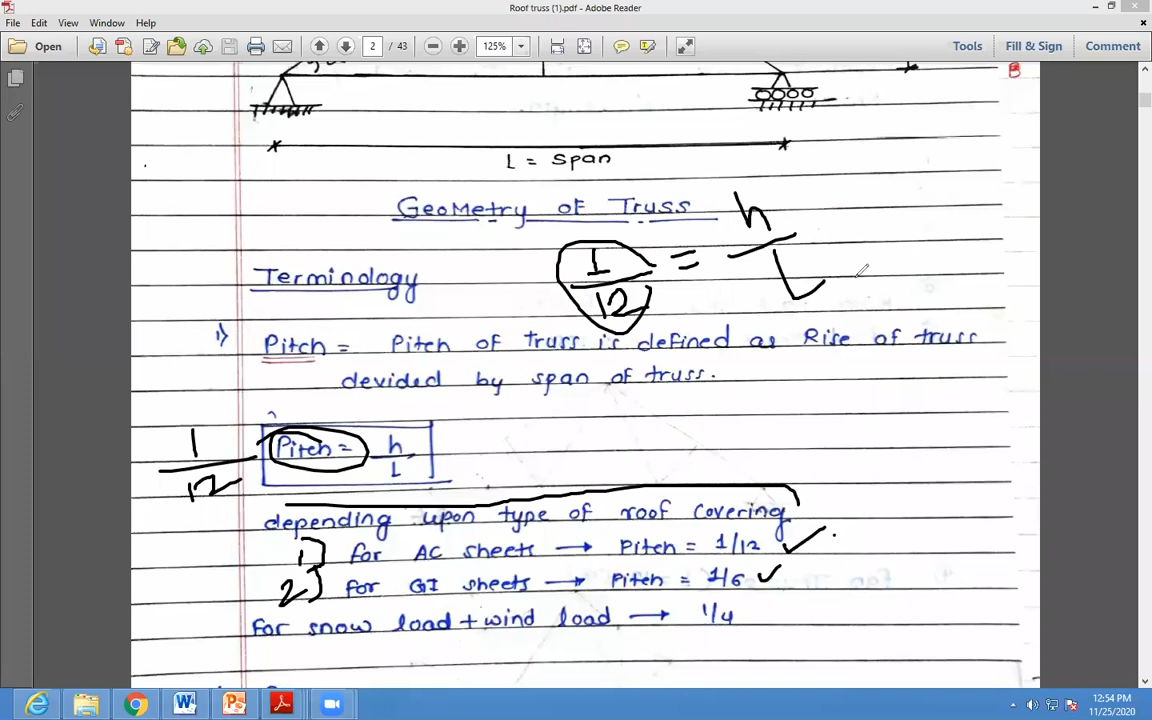 Roof truss (1).pdf - Adobe Reader
File Edit View Window Help
Open 2 / 43 125% Tools Fill & Sign Comment
L = Span
Geometry of Truss
1/12 = h/L
Terminology
1) Pitch = Pitch of truss is defined as Rise of truss
devided by span of truss.
1/12 Pitch = h/L
depending upon type of roof covering
1) for AC sheets → Pitch = 1/12
2) for GI sheets → Pitch = 1/6
For snow load + wind load → 1/4
12:54 PM
11/25/2020